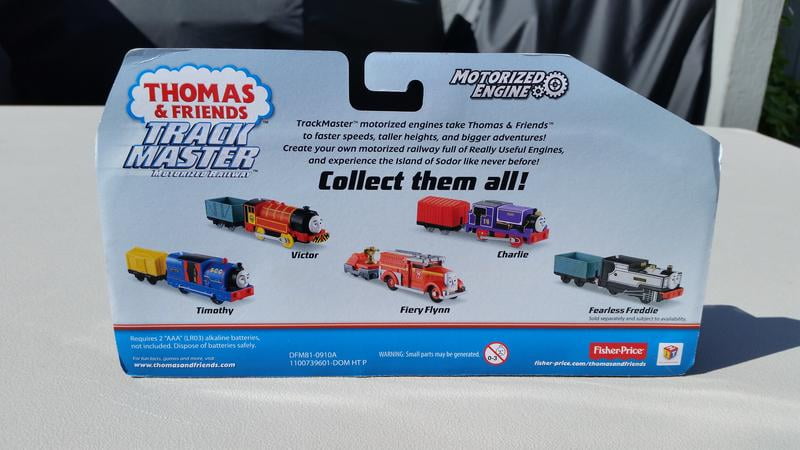 THOMAS
& FRIENDS™
TRACK
MASTER™
MOTORIZED RAILWAY
MOTORIZED
ENGINE
TrackMaster™ motorized engines take Thomas & Friends™
to faster speeds, taller heights, and bigger adventures!
Create your own motorized railway full of Really Useful Engines,
and experience the Island of Sodor like never before!
Collect them all!
Victor
Charlie
Timothy
Fiery Flynn
Fearless Freddie
Sold separately and subject to availability.
Requires 2 "AAA" (LR03) alkaline batteries,
not included. Dispose of batteries safely.
For fun facts, games and more, visit
www.thomasandfriends.com
DFM81-0910A
1100739601-DOM HT P
WARNING: Small parts may be generated.
0-3
Fisher-Price®
fisher-price.com/thomasandfriends